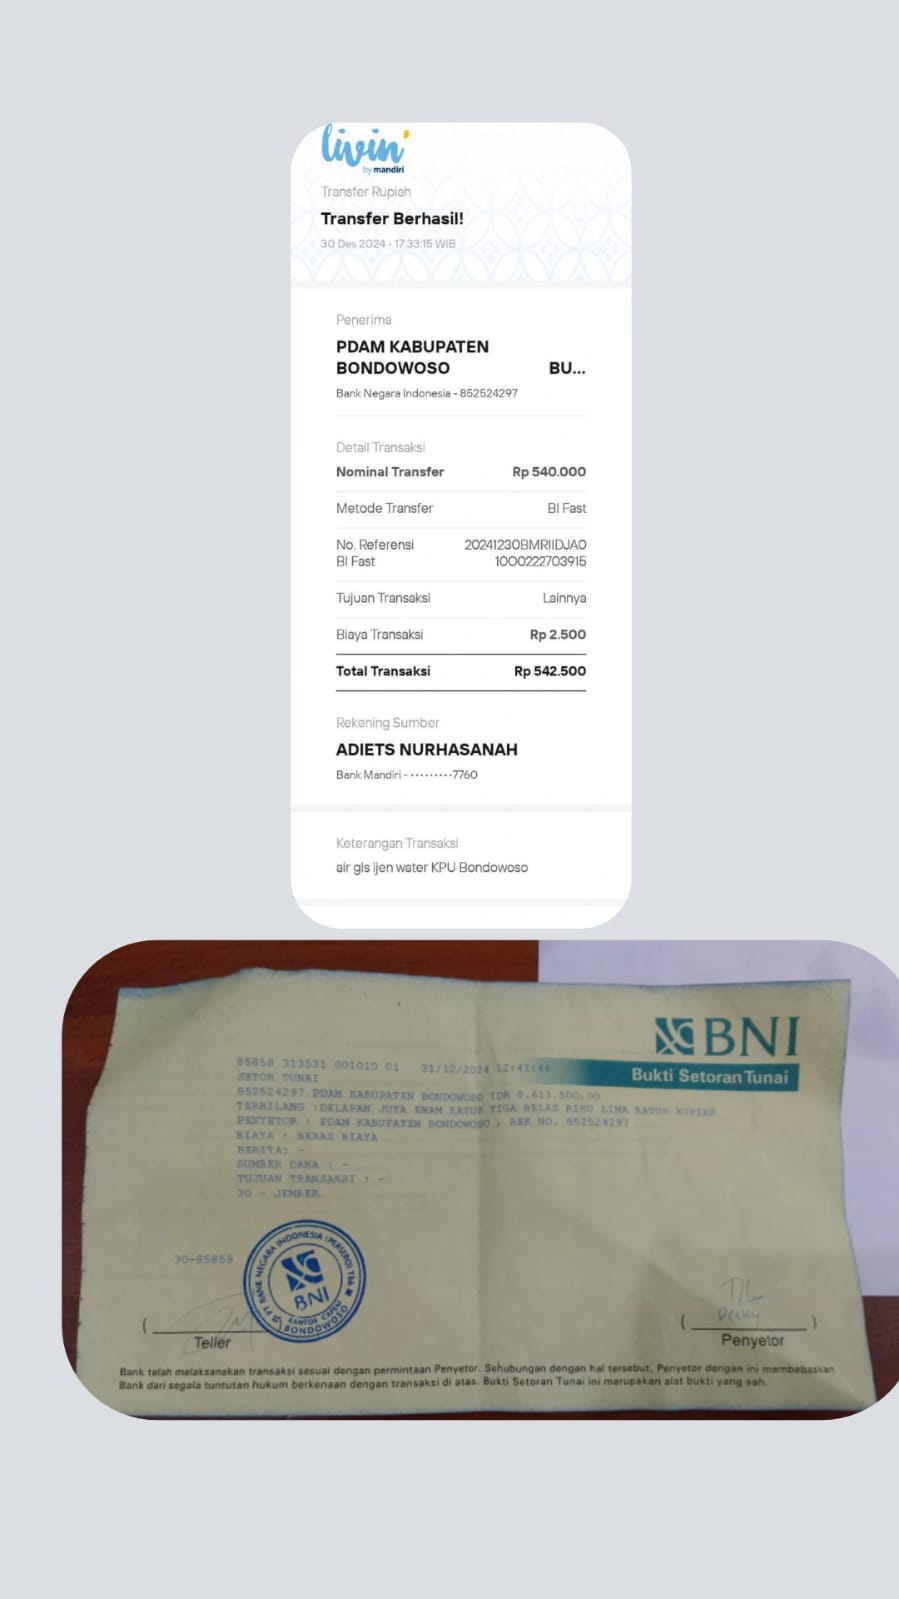 livin'
by mandiri
Transfer Rupiah
Transfer Berhasil!
30 Des 2024 - 17:33:15 WIB
Penerima
PDAM KABUPATEN
BONDOWOSO BU...
Bank Negara Indonesia - 852524297
Detail Transaksi
Nominal Transfer Rp 540.000
Metode Transfer BI Fast
No. Referensi 20241230BMRIIDJA0
BI Fast 1000222703915
Tujuan Transaksi Lainnya
Biaya Transaksi Rp 2.500
Total Transaksi Rp 542.500
Rekening Sumber
ADIETS NURHASANAH
Bank Mandiri - ·········7760
Keterangan Transaksi
air gls ijen water KPU Bondowoso
BNI
Bukti Setoran Tunai
85858 313531 001010 01 31/12/2024 12:41:44
SETOR TUNAI
852524297 PDAM KABUPATEN BONDOWOSO IDR 8,613,500,00
TERBILANG :DELAPAN JUTA ENAM RATUS TIGA BELAS RIBU LIMA RATUS RUPIAH
PENYETOR : PDAM KABUPATEN BONDOWOSO , REK NO. 852524297
BIAYA : BEBAS BIAYA
BERITA: -
SUMBER DANA : -
TUJUAN TRANSAKSI : -
30 - JEMBER
30-85858
PT BANK NEGARA INDONESIA (PERSERO) Tbk
BNI
KANTOR CAPEM
BONDOWOSO
( Teller
( Penyetor )
Bank telah melaksanakan transaksi sesuai dengan permintaan Penyetor. Sehubungan dengan hal tersebut, Penyetor dengan ini membebaskan
Bank dari segala tuntutan hukum berkenaan dengan transaksi di atas. Bukti Setoran Tunai ini merupakan alat bukti yang sah.